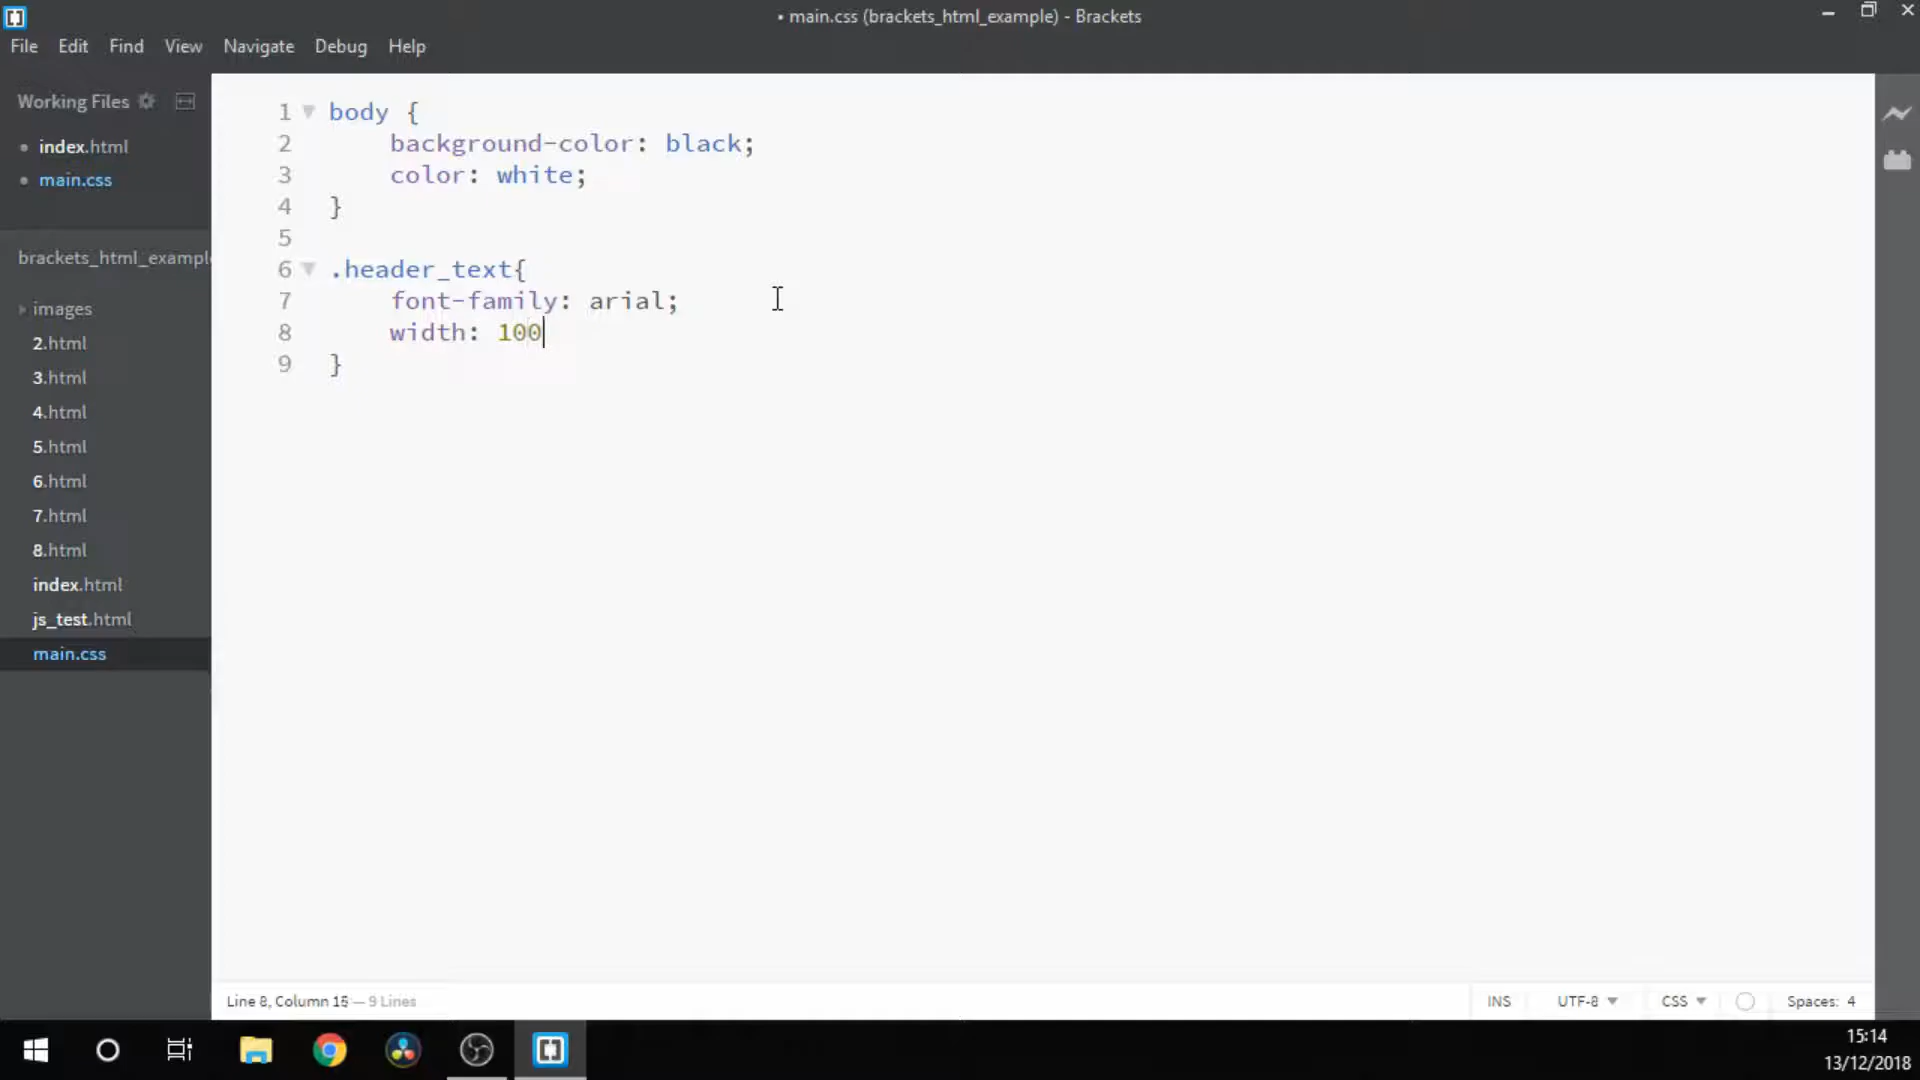 • main.css (brackets_html_example) - Brackets
File Edit Find View Navigate Debug Help
Working Files
• index.html
• main.css
brackets_html_example
images
2.html
3.html
4.html
5.html
6.html
7.html
8.html
index.html
js_test.html
main.css
1 body {
2     background-color: black;
3     color: white;
4 }
5
6 .header_text{
7     font-family: arial;
8     width: 100
9 }
Line 8, Column 15 — 9 Lines
INS UTF-8 CSS Spaces: 4
15:14
13/12/2018